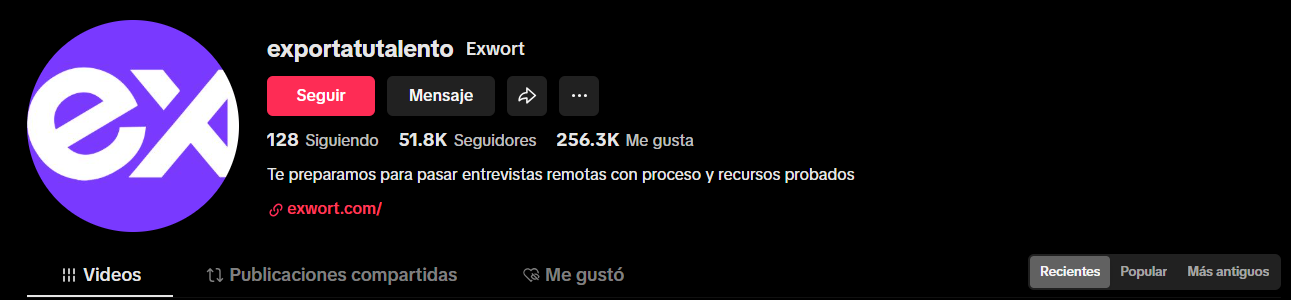 ex
exportatutalento Exwort
Seguir Mensaje
128 Siguiendo 51.8K Seguidores 256.3K Me gusta
Te preparamos para pasar entrevistas remotas con proceso y recursos probados
exwort.com/
Videos Publicaciones compartidas Me gustó Recientes Popular Más antiguos